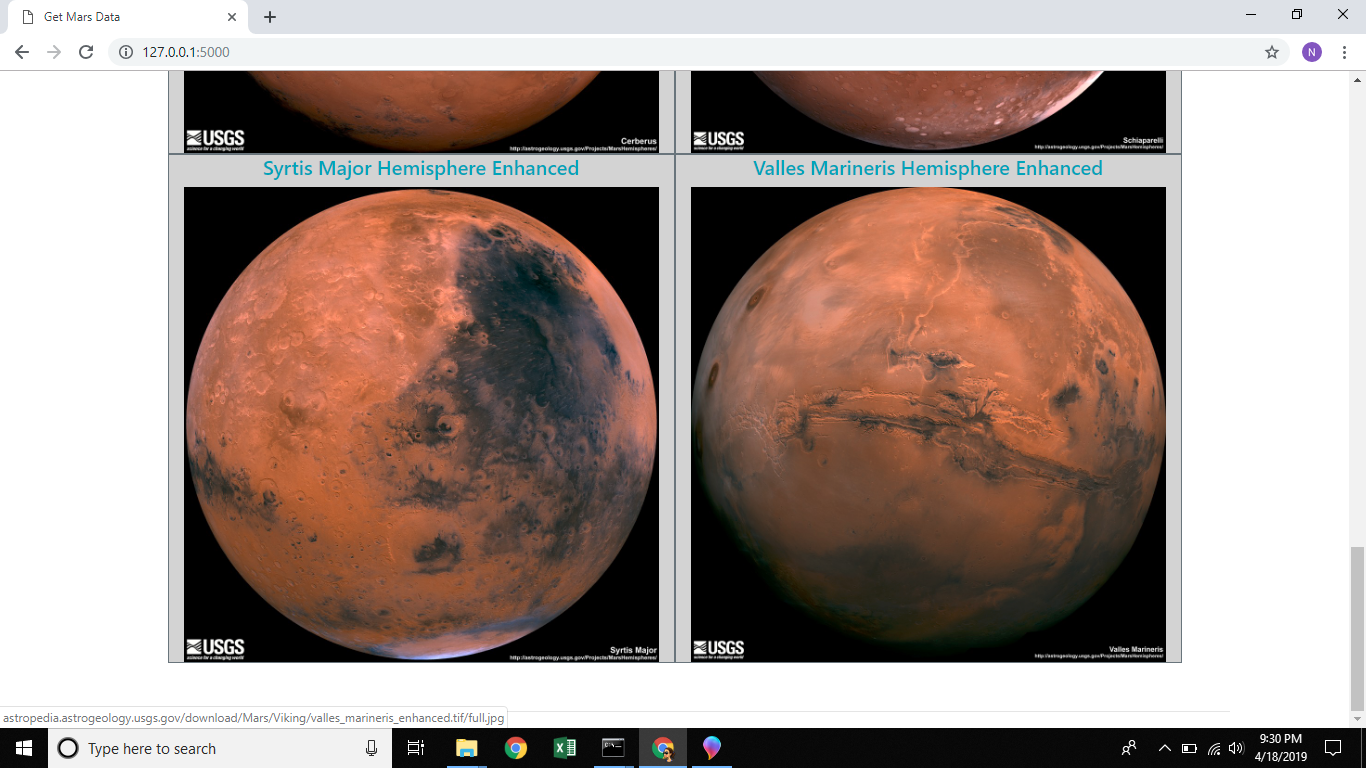 Get Mars Data
127.0.0.1:5000
N
USGS
science for a changing world
Cerberus
http://astrogeology.usgs.gov/Projects/MarsHemispheres/
USGS
science for a changing world
Schiaparelli
http://astrogeology.usgs.gov/Projects/MarsHemispheres/
Syrtis Major Hemisphere Enhanced
Valles Marineris Hemisphere Enhanced
USGS
science for a changing world
Syrtis Major
http://astrogeology.usgs.gov/Projects/MarsHemispheres/
USGS
science for a changing world
Valles Marineris
http://astrogeology.usgs.gov/Projects/MarsHemispheres/
astropedia.astrogeology.usgs.gov/download/Mars/Viking/valles_marineris_enhanced.tif/full.jpg
Type here to search
9:30 PM
4/18/2019